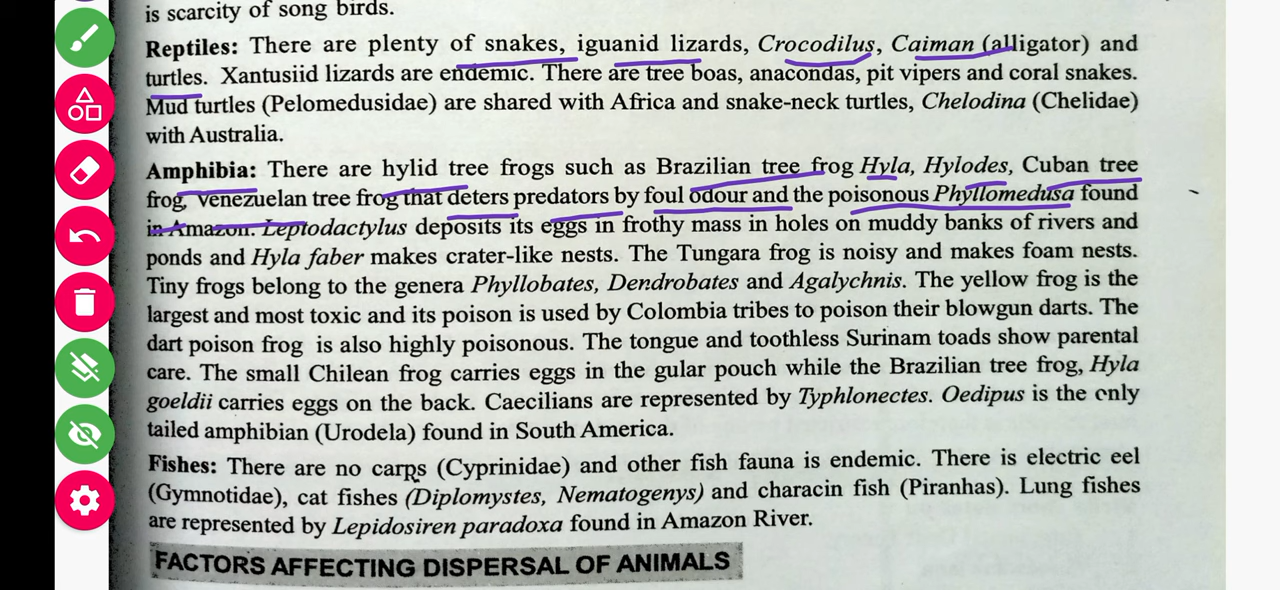 is scarcity of song birds.
Reptiles: There are plenty of snakes, iguanid lizards, Crocodilus, Caiman (alligator) and
turtles. Xantusiid lizards are endemic. There are tree boas, anacondas, pit vipers and coral snakes.
Mud turtles (Pelomedusidae) are shared with Africa and snake-neck turtles, Chelodina (Chelidae)
with Australia.
Amphibia: There are hylid tree frogs such as Brazilian tree frog Hyla, Hylodes, Cuban tree
frog, Venezuelan tree frog that deters predators by foul odour and the poisonous Phyllomedusa found
in Amazon. Leptodactylus deposits its eggs in frothy mass in holes on muddy banks of rivers and
ponds and Hyla faber makes crater-like nests. The Tungara frog is noisy and makes foam nests.
Tiny frogs belong to the genera Phyllobates, Dendrobates and Agalychnis. The yellow frog is the
largest and most toxic and its poison is used by Colombia tribes to poison their blowgun darts. The
dart poison frog is also highly poisonous. The tongue and toothless Surinam toads show parental
care. The small Chilean frog carries eggs in the gular pouch while the Brazilian tree frog, Hyla
goeldii carries eggs on the back. Caecilians are represented by Typhlonectes. Oedipus is the only
tailed amphibian (Urodela) found in South America.
Fishes: There are no carps (Cyprinidae) and other fish fauna is endemic. There is electric eel
(Gymnotidae), cat fishes (Diplomystes, Nematogenys) and characin fish (Piranhas). Lung fishes
are represented by Lepidosiren paradoxa found in Amazon River.
FACTORS AFFECTING DISPERSAL OF ANIMALS